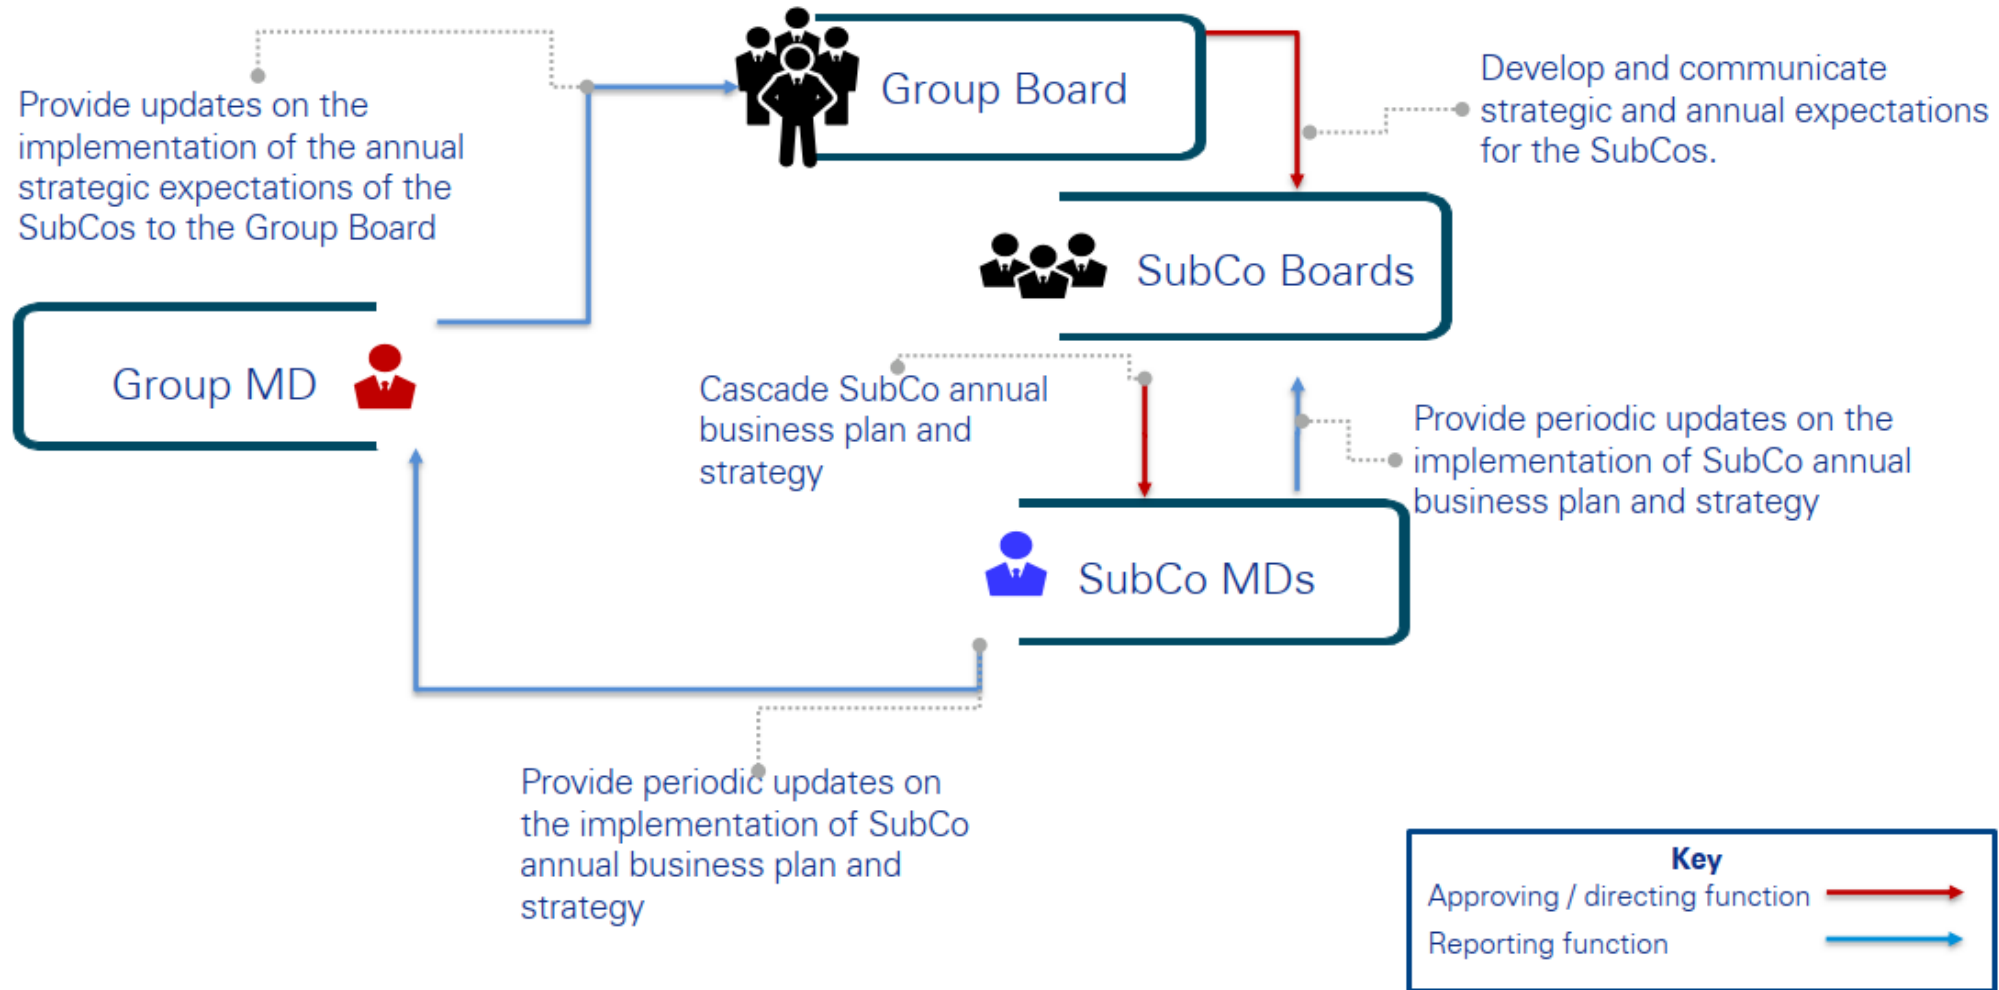 Group Board
Develop and communicate
strategic and annual expectations
for the SubCos.
Provide updates on the
implementation of the annual
strategic expectations of the
SubCos to the Group Board
SubCo Boards
Group MD
Cascade SubCo annual
business plan and
strategy
Provide periodic updates on the
implementation of SubCo annual
business plan and strategy
SubCo MDs
Provide periodic updates on
the implementation of SubCo
annual business plan and
strategy
Key
Approving / directing function
Reporting function